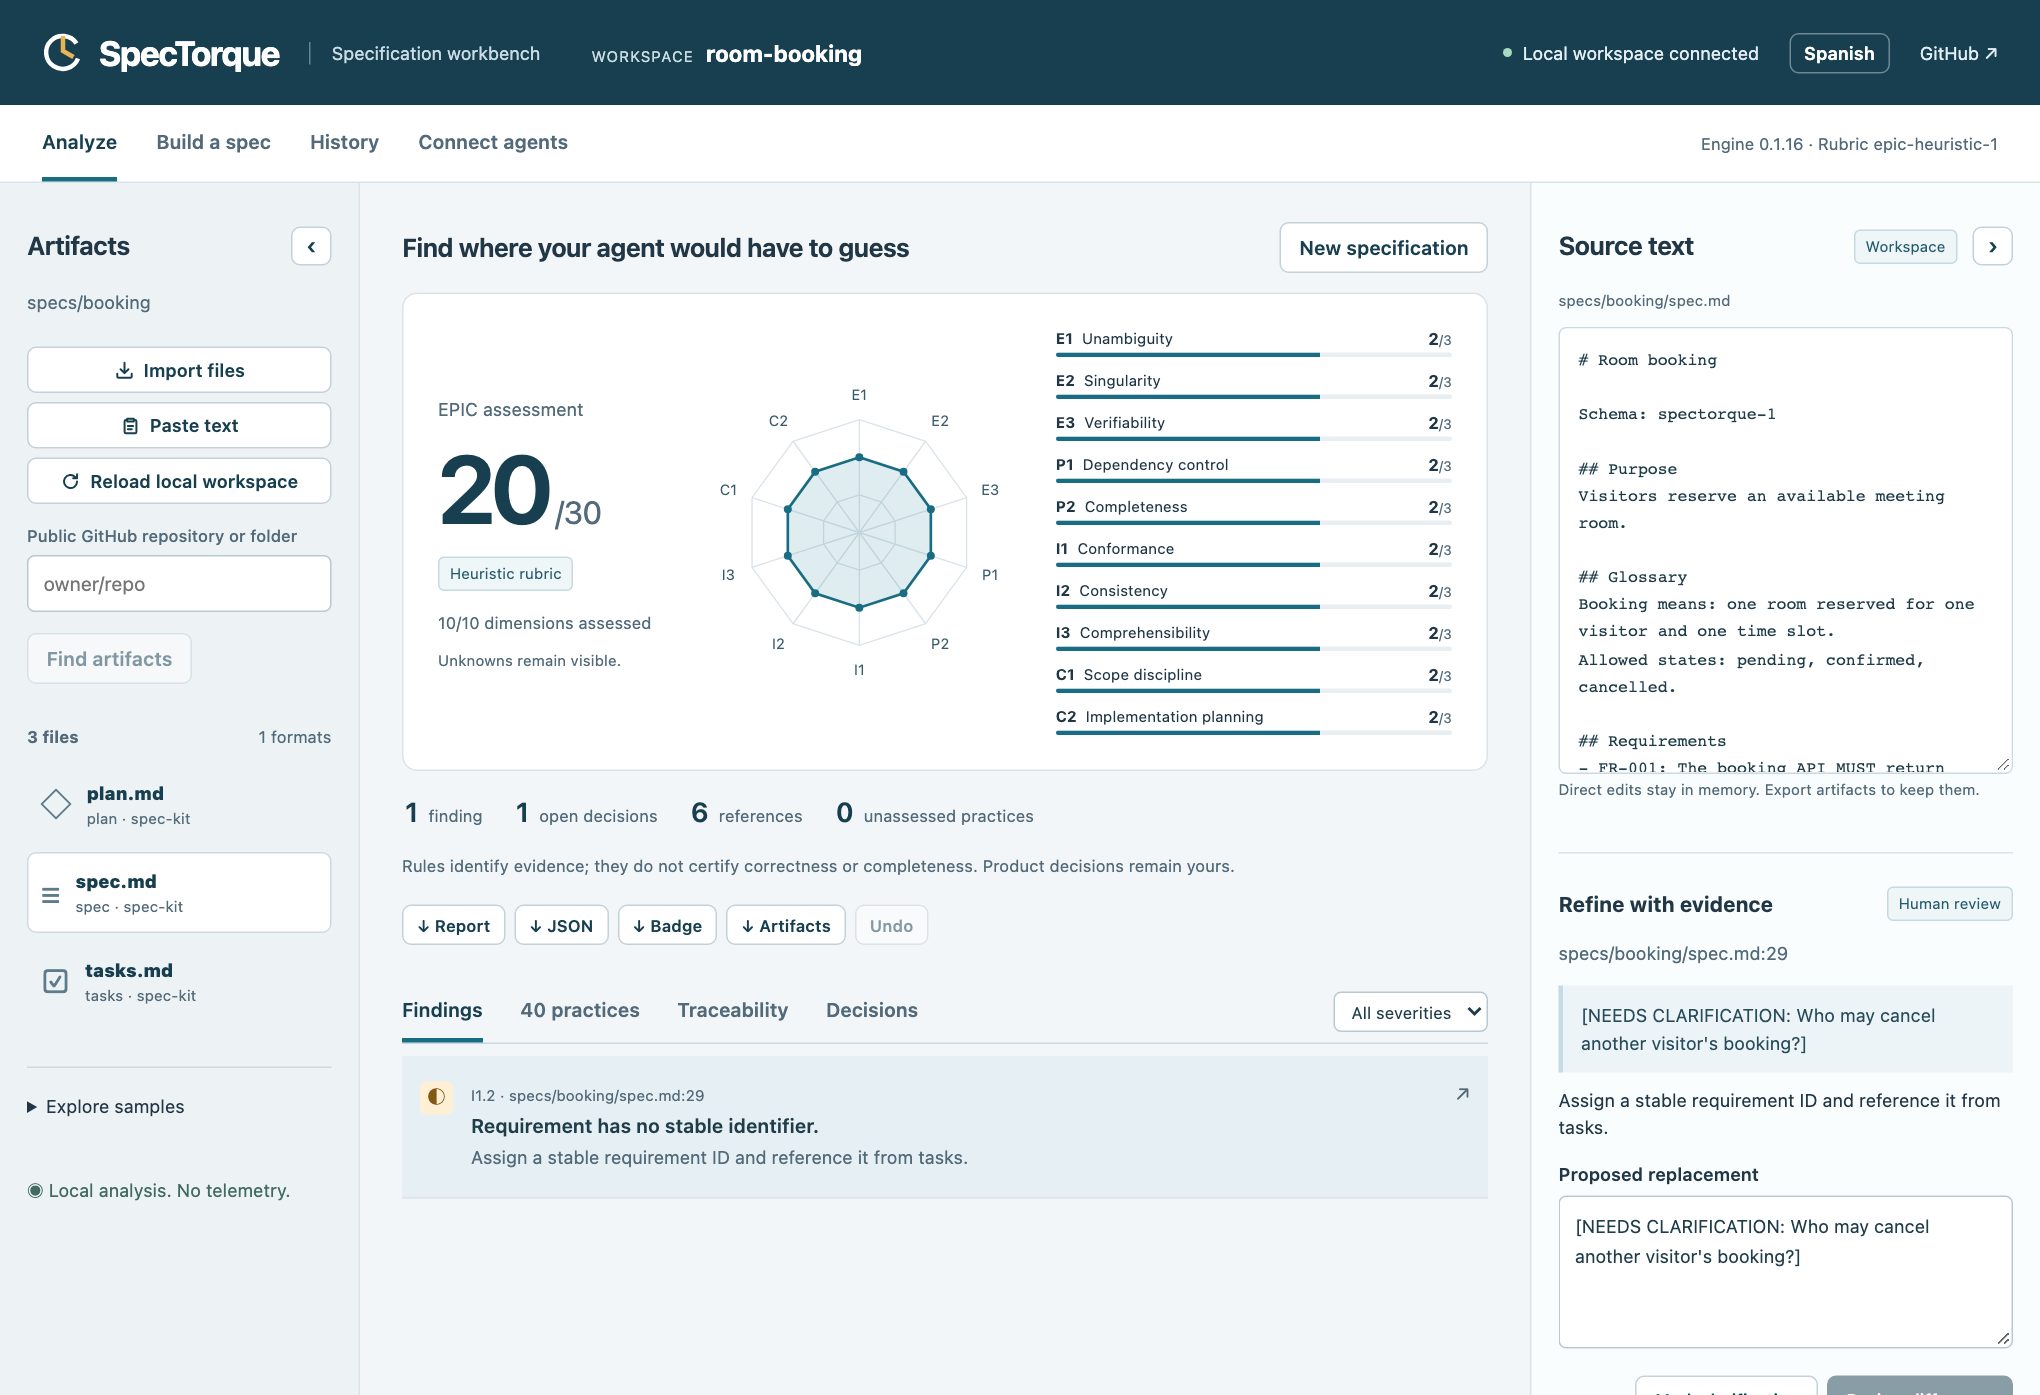 SpecTorque
Specification workbench
WORKSPACE room-booking
Local workspace connected
Spanish
GitHub ↗
Analyze
Build a spec
History
Connect agents
Engine 0.1.16 · Rubric epic-heuristic-1
Artifacts
‹
specs/booking
Import files
Paste text
Reload local workspace
Public GitHub repository or folder
owner/repo
Find artifacts
3 files
1 formats
plan.md
plan · spec-kit
spec.md
spec · spec-kit
tasks.md
tasks · spec-kit
Explore samples
Local analysis. No telemetry.
Find where your agent would have to guess
New specification
EPIC assessment
20/30
Heuristic rubric
10/10 dimensions assessed
Unknowns remain visible.
E1
E2
E3
P1
P2
I1
I2
I3
C1
C2
E1 Unambiguity 2/3
E2 Singularity 2/3
E3 Verifiability 2/3
P1 Dependency control 2/3
P2 Completeness 2/3
I1 Conformance 2/3
I2 Consistency 2/3
I3 Comprehensibility 2/3
C1 Scope discipline 2/3
C2 Implementation planning 2/3
1 finding
1 open decisions
6 references
0 unassessed practices
Rules identify evidence; they do not certify correctness or completeness. Product decisions remain yours.
↓ Report
↓ JSON
↓ Badge
↓ Artifacts
Undo
Findings
40 practices
Traceability
Decisions
All severities
I1.2 · specs/booking/spec.md:29
↗
Requirement has no stable identifier.
Assign a stable requirement ID and reference it from tasks.
Source text
Workspace
›
specs/booking/spec.md
# Room booking
Schema: spectorque-1
## Purpose
Visitors reserve an available meeting
room.
## Glossary
Booking means: one room reserved for one
visitor and one time slot.
Allowed states: pending, confirmed,
cancelled.
## Requirements
- FR-001: The booking API MUST return
Direct edits stay in memory. Export artifacts to keep them.
Refine with evidence
Human review
specs/booking/spec.md:29
[NEEDS CLARIFICATION: Who may cancel
another visitor's booking?]
Assign a stable requirement ID and reference it from
tasks.
Proposed replacement
[NEEDS CLARIFICATION: Who may cancel
another visitor's booking?]